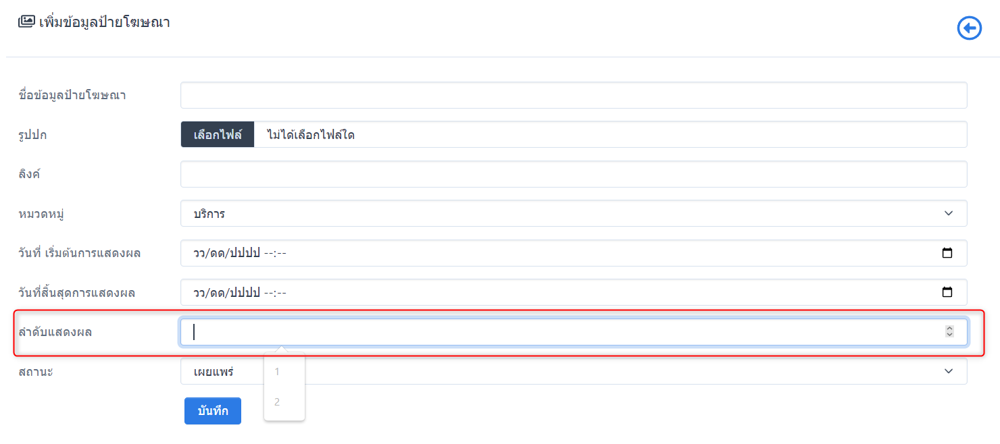 เพิ่มข้อมูลป้ายโฆษณา
ชื่อข้อมูลป้ายโฆษณา
รูปปก เลือกไฟล์ ไม่ได้เลือกไฟล์ใด
ลิงค์
หมวดหมู่ บริการ
วันที่ เริ่มต้นการแสดงผล วว/ดด/ปปปป --:--
วันที่สิ้นสุดการแสดงผล วว/ดด/ปปปป --:--
ลำดับแสดงผล
สถานะ เผยแพร่
1
2
บันทึก